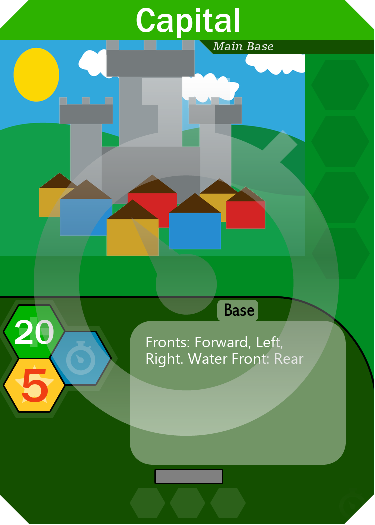 Capital
Main Base
Base
20
5
Fronts: Forward, Left,
Right. Water Front: Rear